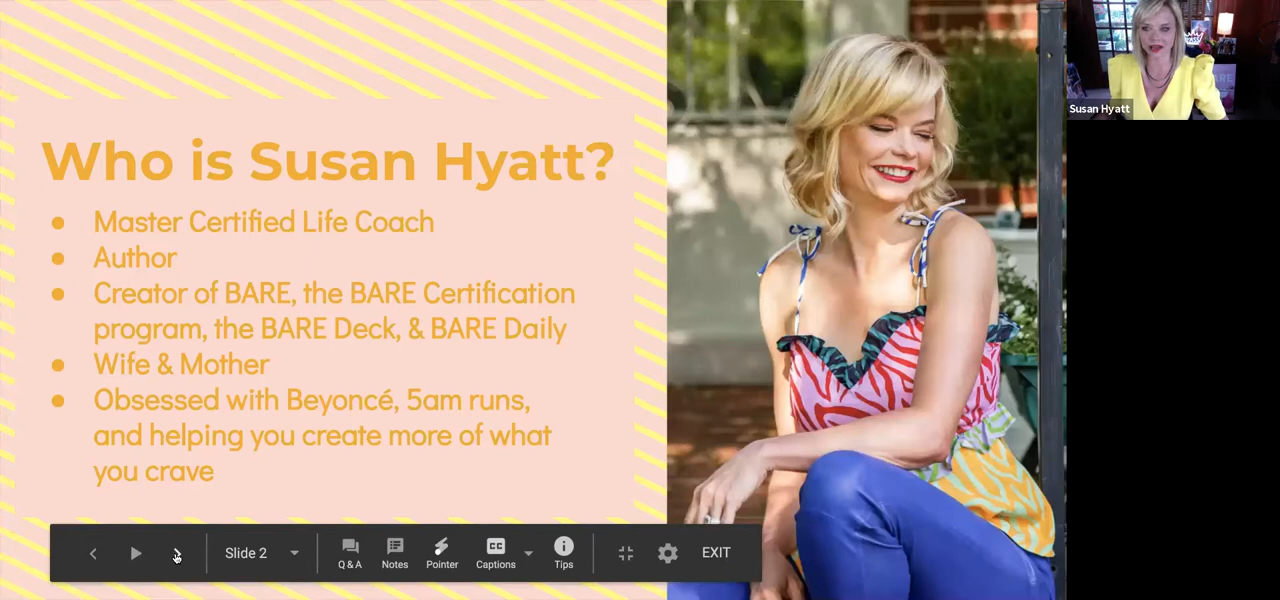 Who is Susan Hyatt?
● Master Certified Life Coach
● Author
● Creator of BARE, the BARE Certification
program, the BARE Deck, & BARE Daily
● Wife & Mother
● Obsessed with Beyoncé, 5am runs,
and helping you create more of what
you crave
Susan Hyatt
Slide 2
Q & A
Notes
Pointer
CC
Captions
Tips
EXIT